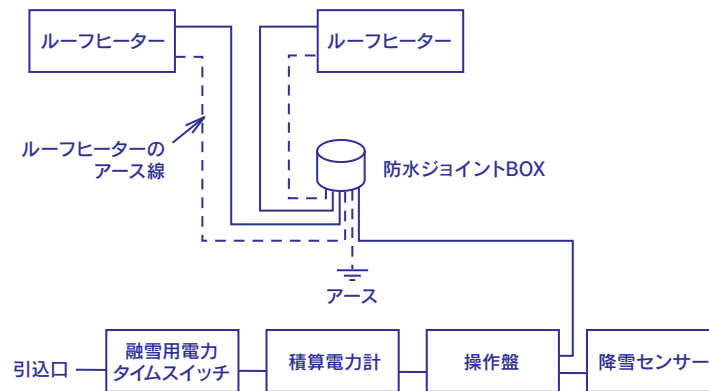 ルーフヒーター
ルーフヒーター
ルーフヒーターの
アース線
防水ジョイントBOX
アース
引込口
融雪用電力
タイムスイッチ
積算電力計
操作盤
降雪センサー